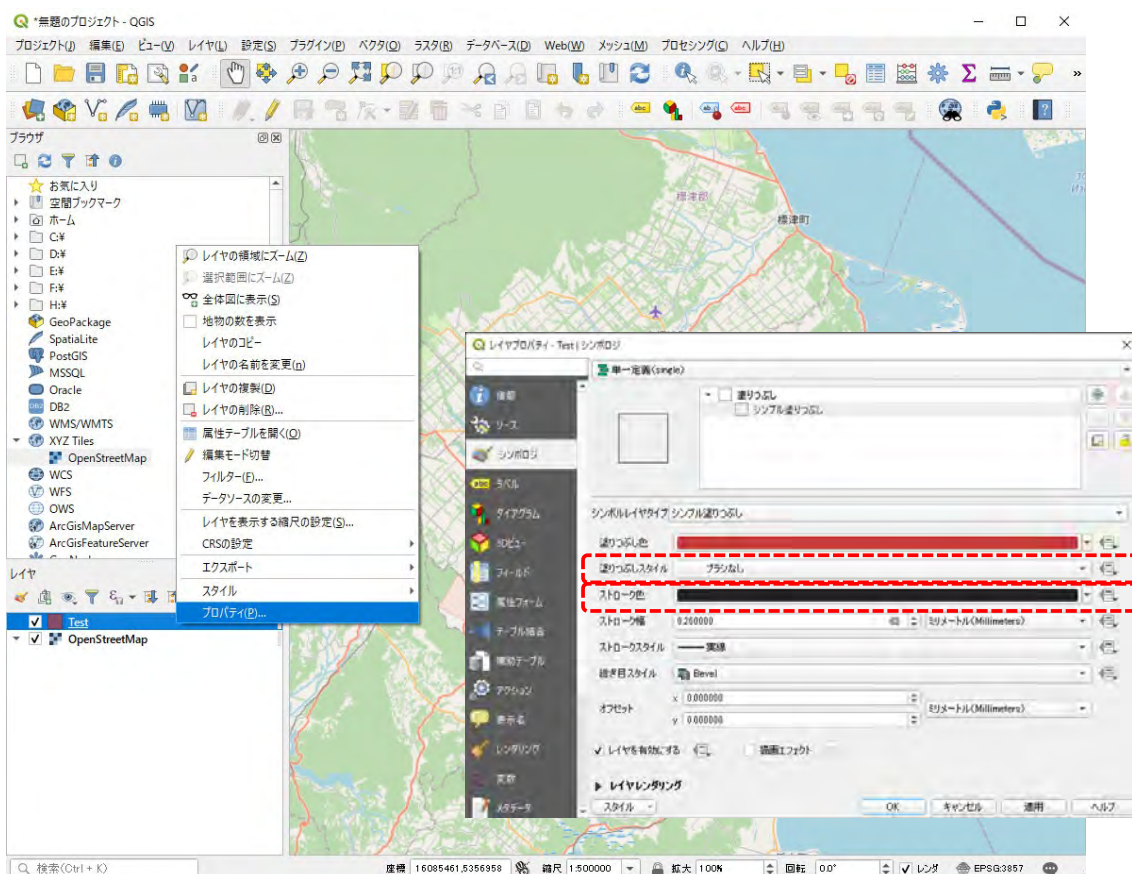 *無題のプロジェクト - QGIS
プロジェクト(J) 編集(E) ビュー(V) レイヤ(L) 設定(S) プラグイン(P) ベクタ(O) ラスタ(R) データベース(D) Web(W) メッシュ(M) プロセッシング(C) ヘルプ(H)
ブラウザ
お気に入り
空間ブックマーク
ホーム
C:¥
D:¥
E:¥
F:¥
H:¥
GeoPackage
SpatiaLite
PostGIS
MSSQL
Oracle
DB2
WMS/WMTS
XYZ Tiles
OpenStreetMap
WCS
WFS
OWS
ArcGisMapServer
ArcGisFeatureServer
レイヤ
Test
OpenStreetMap
レイヤの領域にズーム(Z)
選択範囲にズーム(Z)
全体図に表示(S)
地物の数を表示
レイヤのコピー
レイヤの名前を変更(n)
レイヤの複製(D)
レイヤの削除(R)...
属性テーブルを開く(O)
編集モード切替
フィルター(F)...
データソースの変更...
レイヤを表示する縮尺の設定(S)...
CRSの設定
エクスポート
スタイル
プロパティ(P)...
標津郡
標津町
レイヤプロパティ - Test | シンボロジ
情報
ソース
シンボロジ
ラベル
ダイアグラム
3Dビュー
フィールド
属性フォーム
テーブル結合
補助テーブル
アクション
表示名
レンダリング
変数
メタデータ
単一定義(single)
塗りつぶし
シンプル塗りつぶし
シンボルレイヤタイプ シンプル塗りつぶし
塗りつぶし色
塗りつぶしスタイル ブラシなし
ストローク色
ストローク幅 0.260000 ミリメートル(Millimeters)
ストロークスタイル 実線
継ぎ目スタイル Bevel
オフセット
x 0.000000
y 0.000000
ミリメートル(Millimeters)
レイヤを有効にする 描画エフェクト
レイヤレンダリング
スタイル OK キャンセル 適用 ヘルプ
検索(Ctrl + K) 座標 16085461,5356958 縮尺 1:500000 拡大 100% 回転 0.0° レンダ EPSG:3857